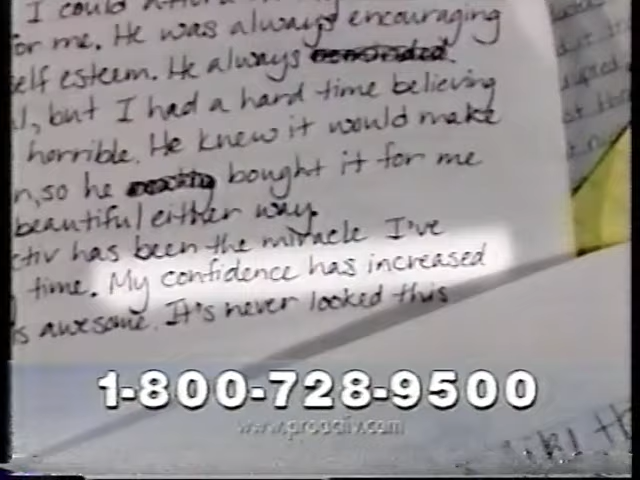 I could
or me. He was always encouraging
elf esteem. He always
l, but I had a hard time believing
horrible. He knew it would make
n, so he bought it for me
beautiful either way.
ctiv has been the miracle I've
time. My confidence has increased
s awesome. It's never looked this
1-800-728-9500
www.proactiv.com